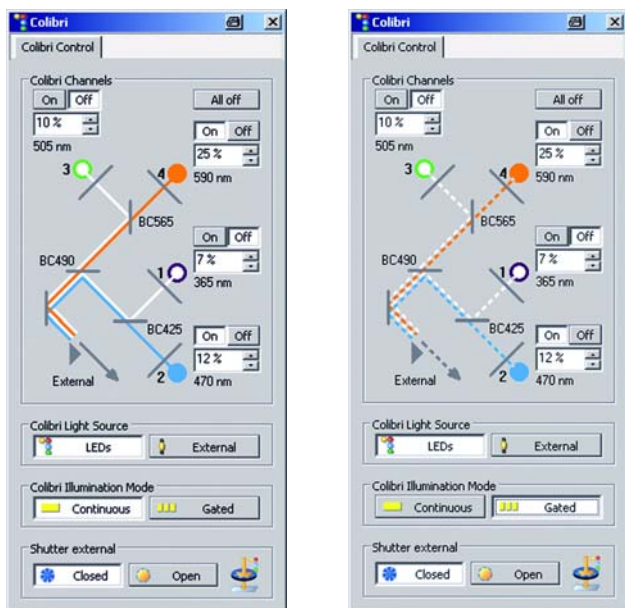 Colibri
Colibri Control
Colibri Channels
On Off
All off
10 %
On Off
505 nm
25 %
3
4
590 nm
BC565
On Off
BC490
7 %
1
365 nm
BC425
On Off
12 %
External
2
470 nm
Colibri Light Source
LEDs
External
Colibri Illumination Mode
Continuous
Gated
Shutter external
Closed
Open
Colibri
Colibri Control
Colibri Channels
On Off
All off
10 %
On Off
505 nm
25 %
3
4
590 nm
BC565
On Off
BC490
7 %
1
365 nm
BC425
On Off
12 %
External
2
470 nm
Colibri Light Source
LEDs
External
Colibri Illumination Mode
Continuous
Gated
Shutter external
Closed
Open